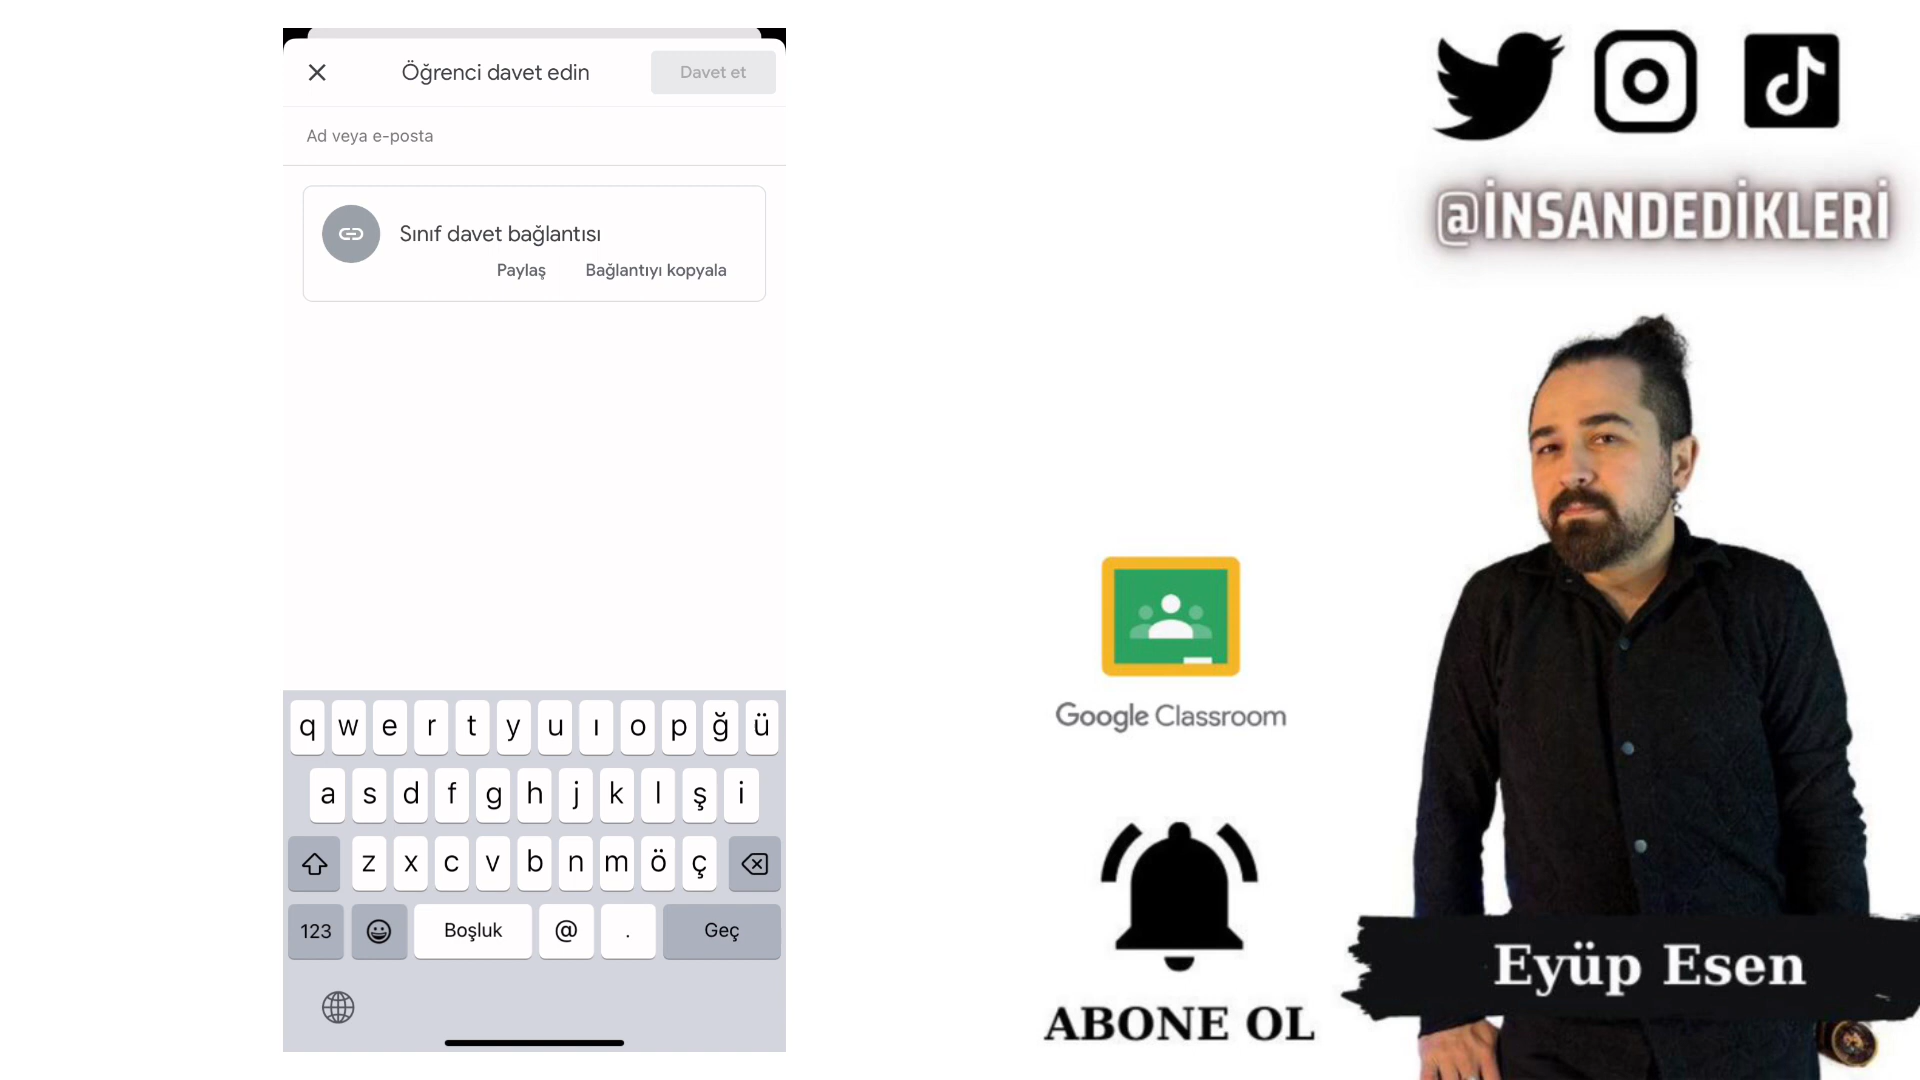 Öğrenci davet edin
Davet et
Ad veya e-posta
Sınıf davet bağlantısı
Paylaş Bağlantıyı kopyala
q w e r t y u ı o p ğ ü
a s d f g h j k l ş i
z x c v b n m ö ç
123 Boşluk @ . Geç
@İNSANDEDİKLERİ
Google Classroom
ABONE OL
Eyüp Esen